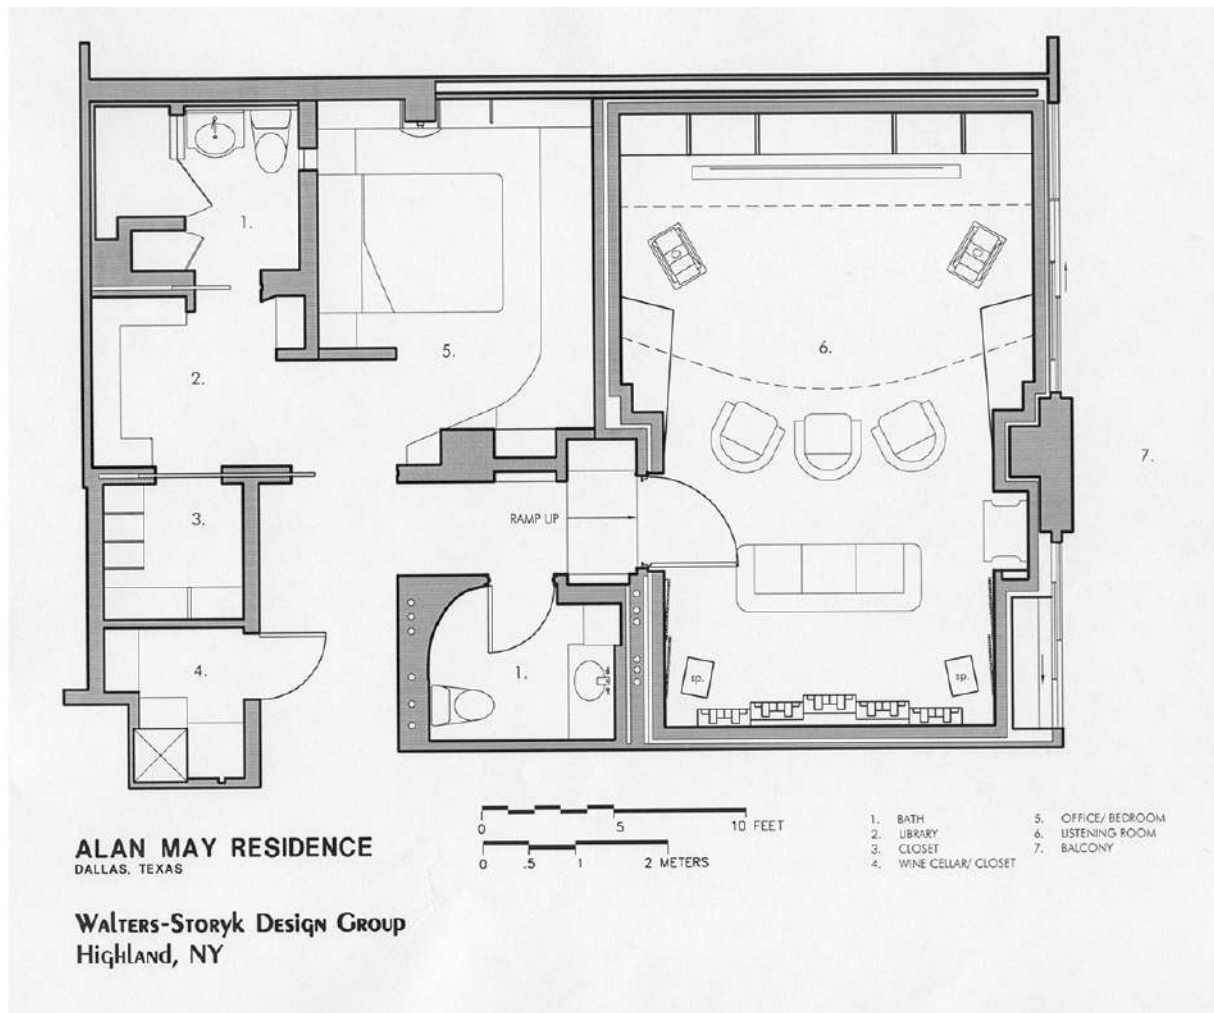 1.
6.
5.
2.
7.
3.
RAMP UP
4.
1.
sp.
sp.
0 5 10 FEET
0 .5 1 2 METERS
ALAN MAY RESIDENCE
DALLAS, TEXAS
Walters-Storyk Design Group
Highland, NY
1. BATH
2. LIBRARY
3. CLOSET
4. WINE CELLAR/ CLOSET
5. OFFICE/ BEDROOM
6. LISTENING ROOM
7. BALCONY